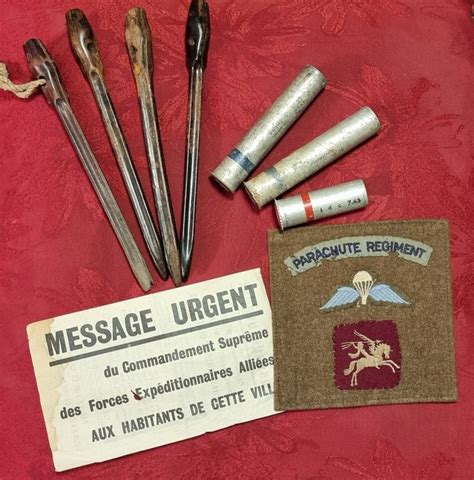 PARACHUTE REGIMENT
MESSAGE URGENT
du Commandement Suprême
des Forces Expéditionnaires Alliées
AUX HABITANTS DE CETTE VILL